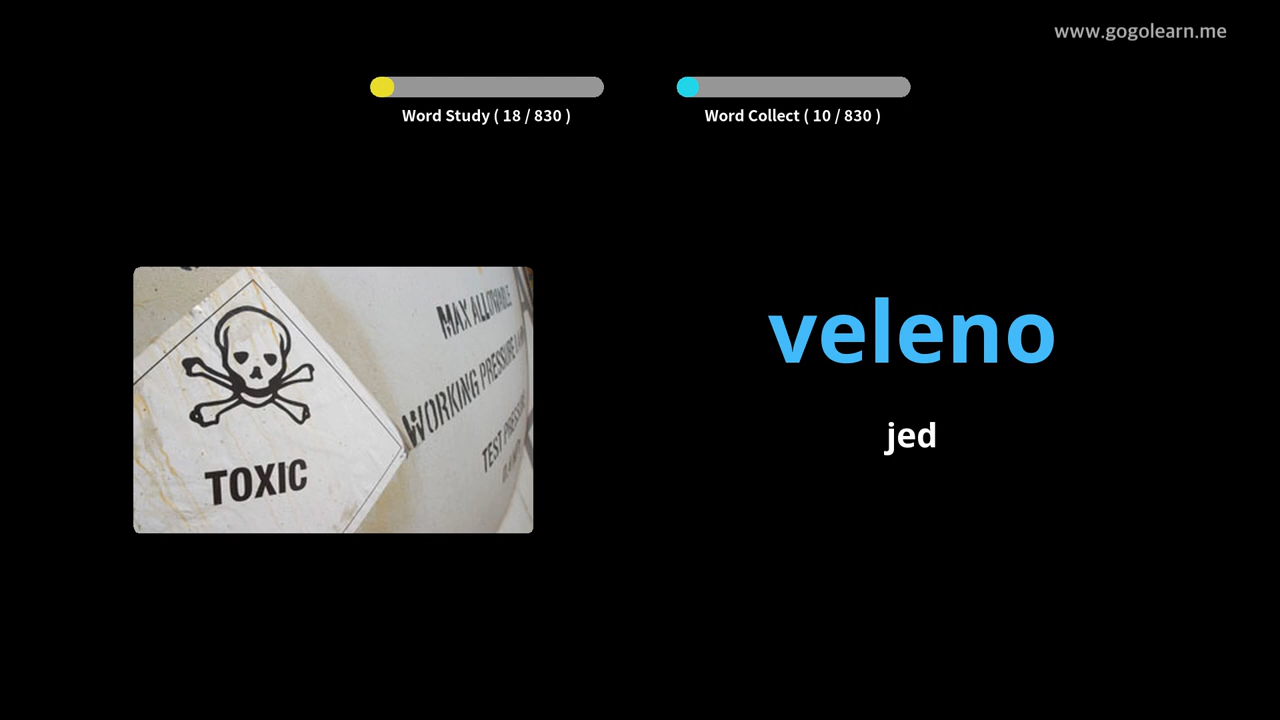 www.gogolearn.me
Word Study ( 18 / 830 )
Word Collect ( 10 / 830 )
veleno
jed
TOXIC
MAX ALLOWABLE
WORKING PRESSURE
TEST PRESSURE